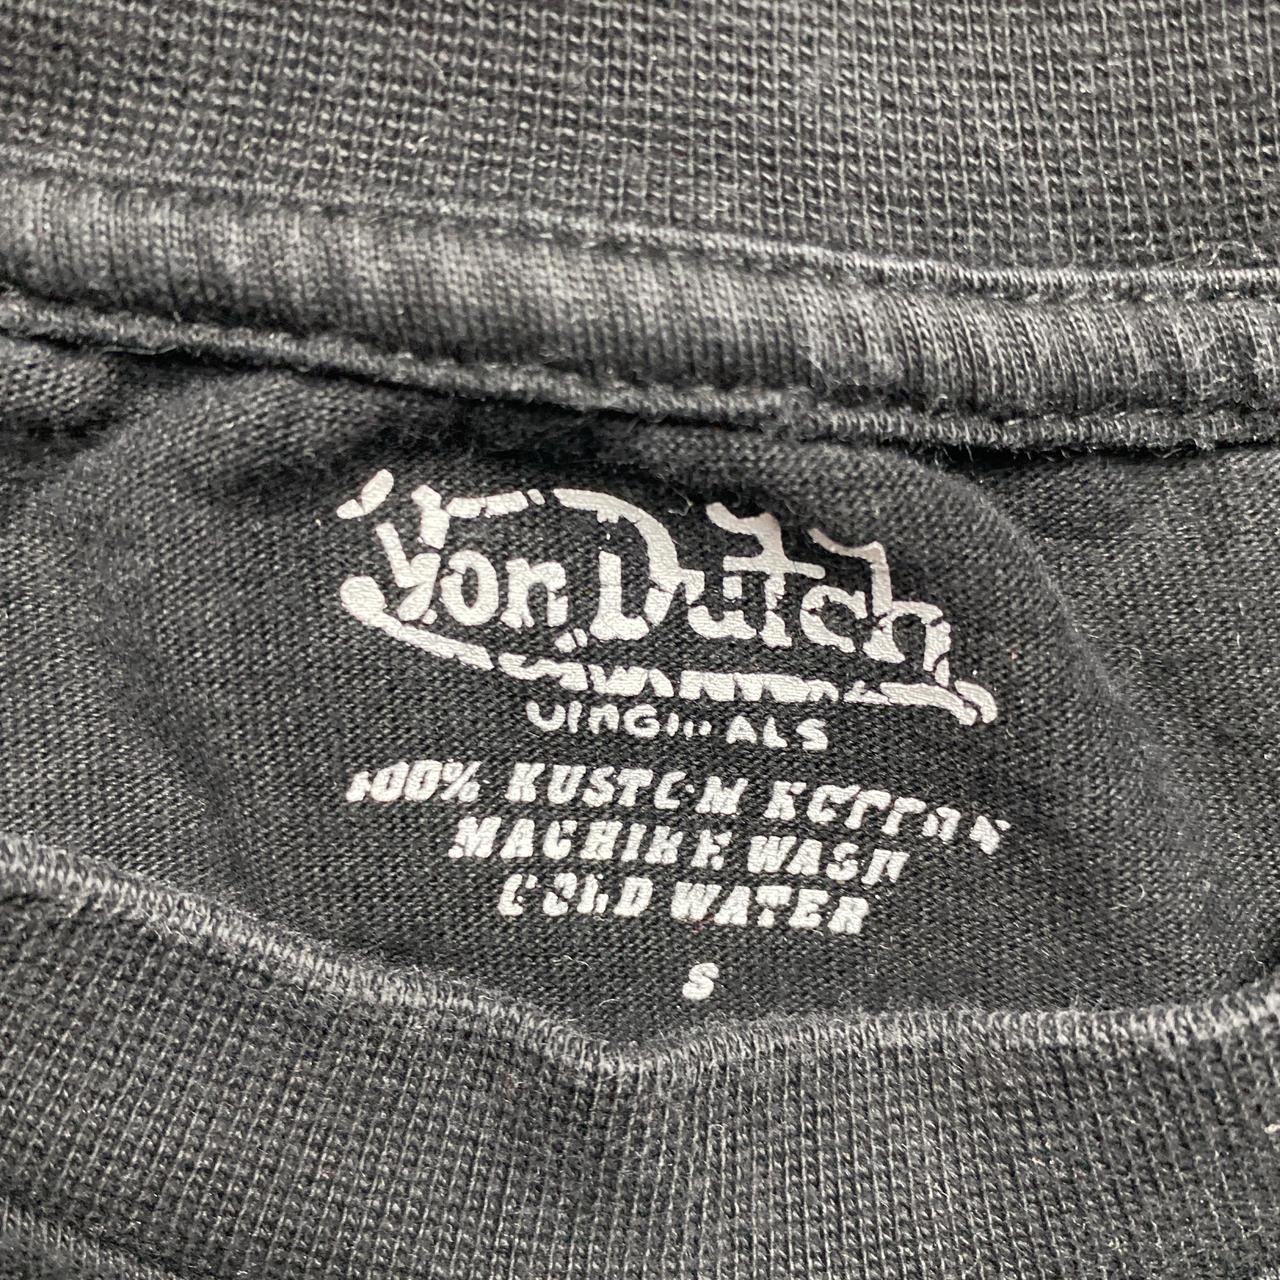 Von Dutch
ORIGINALS
100% KUSTOM KOTTON
MACHINE WASH
COLD WATER
S